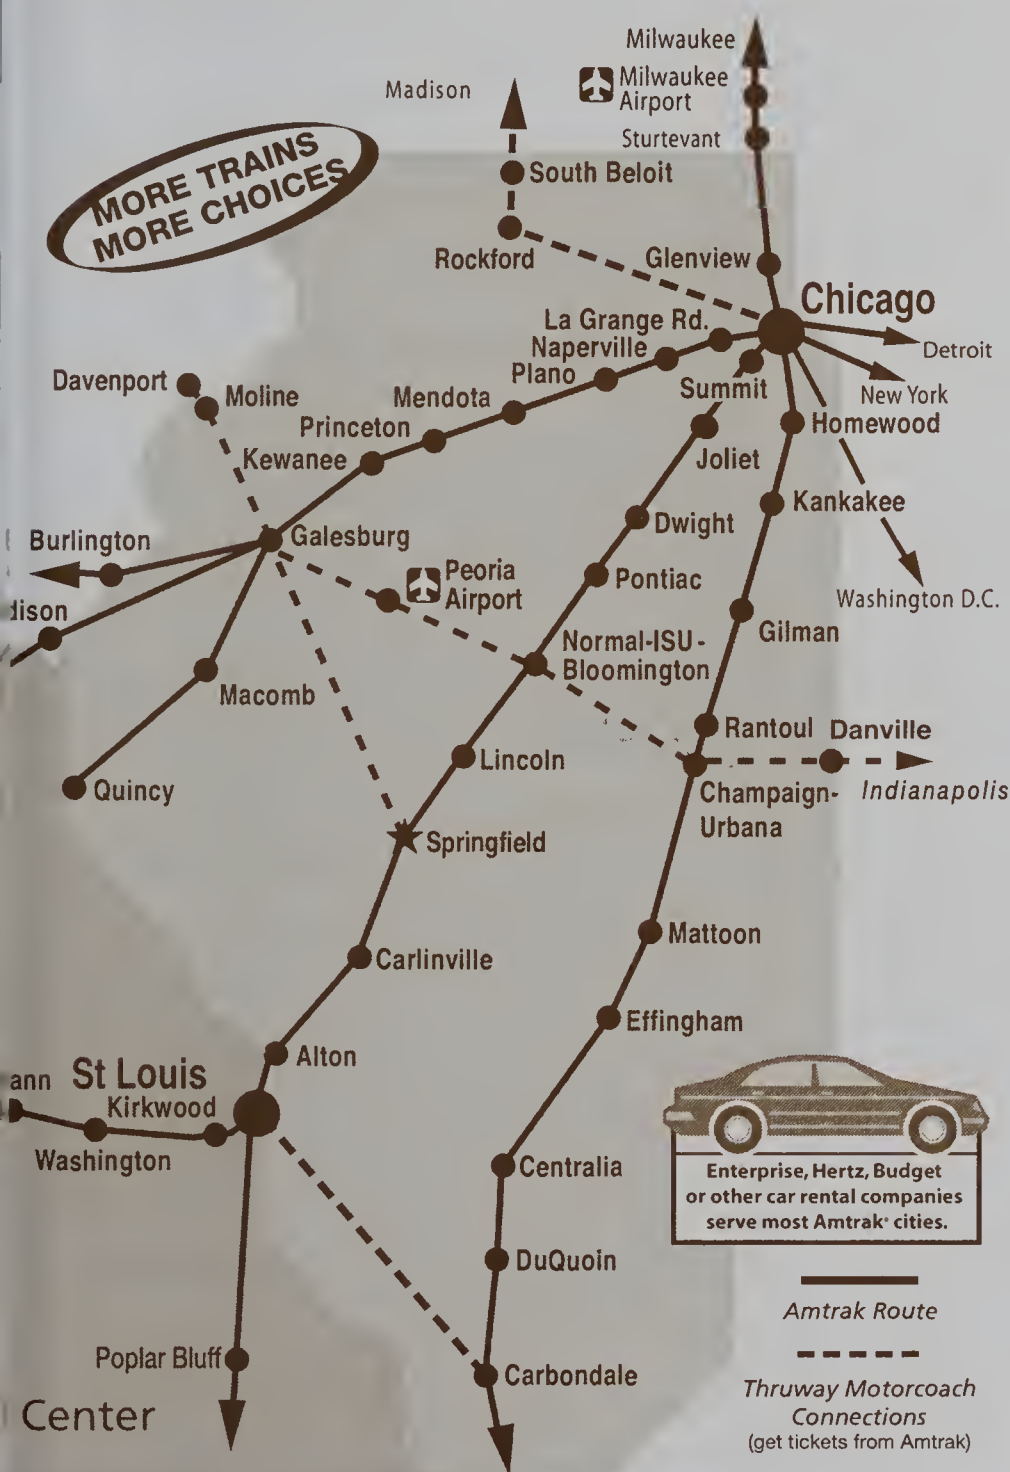 Milwaukee
Milwaukee
Airport
Sturtevant
Madison
MORE TRAINS
MORE CHOICES
South Beloit
Rockford
Glenview
Chicago
La Grange Rd.
Naperville
Plano
Detroit
New York
Summit
Davenport
Moline
Mendota
Princeton
Kewanee
Homewood
Joliet
Kankakee
Dwight
Burlington
Galesburg
Peoria
Airport
Pontiac
Washington D.C.
dison
Gilman
Normal-ISU-
Bloomington
Macomb
Rantoul
Danville
Quincy
Lincoln
Champaign-
Urbana
Indianapolis
Springfield
Mattoon
Carlinville
Effingham
Alton
ann
St Louis
Kirkwood
Washington
Centralia
Enterprise, Hertz, Budget
or other car rental companies
serve most Amtrak® cities.
DuQuoin
Amtrak Route
Poplar Bluff
Carbondale
Thruway Motorcoach
Connections
(get tickets from Amtrak)
Center